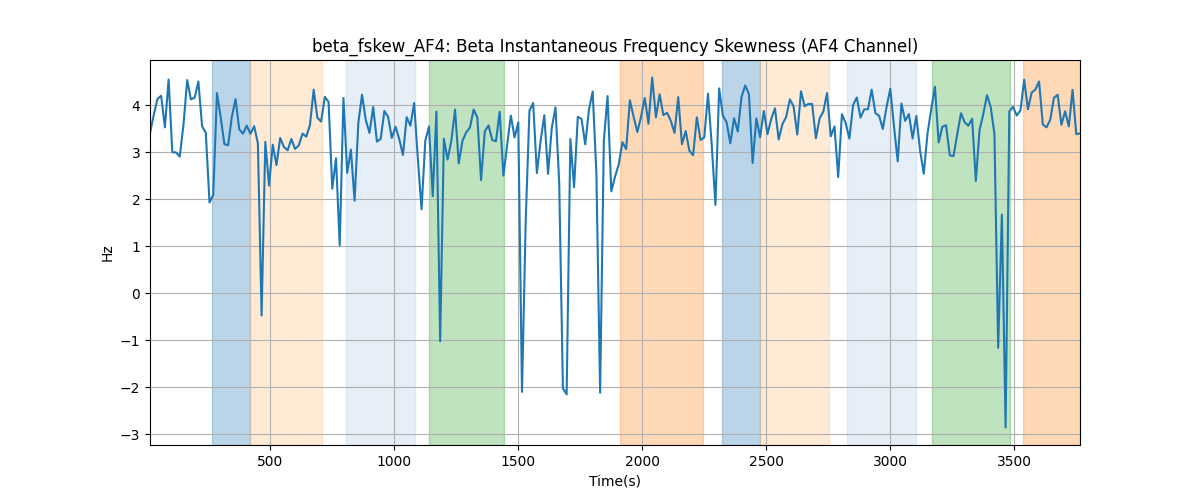 beta_fskew_AF4: Beta Instantaneous Frequency Skewness (AF4 Channel)
Hz
4
3
2
1
0
−1
−2
−3
500 1000 1500 2000 2500 3000 3500
Time(s)